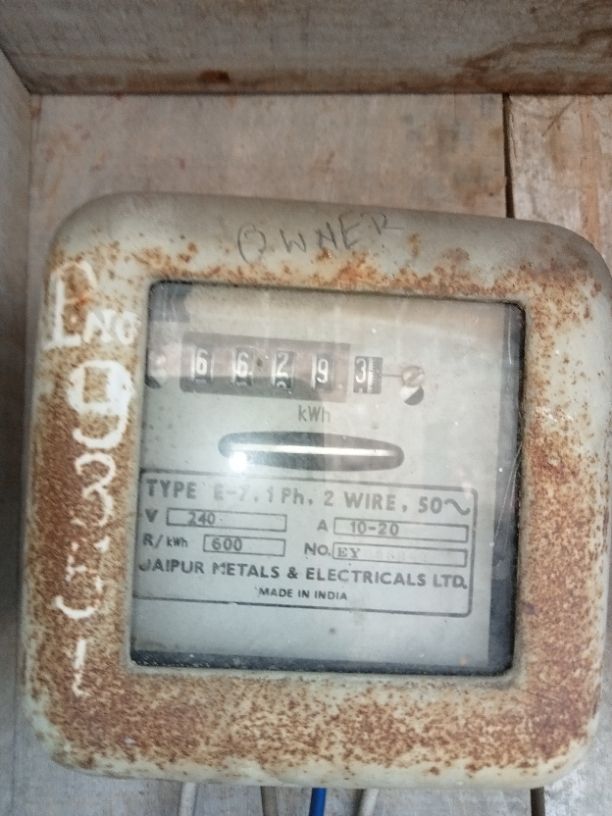 OWNER
6 6 2 9 3
kWh
TYPE E-7, 1 Ph, 2 WIRE, 50~
V 240 A 10-20
R/kWh 600 NO. EY
JAIPUR METALS & ELECTRICALS LTD.
MADE IN INDIA